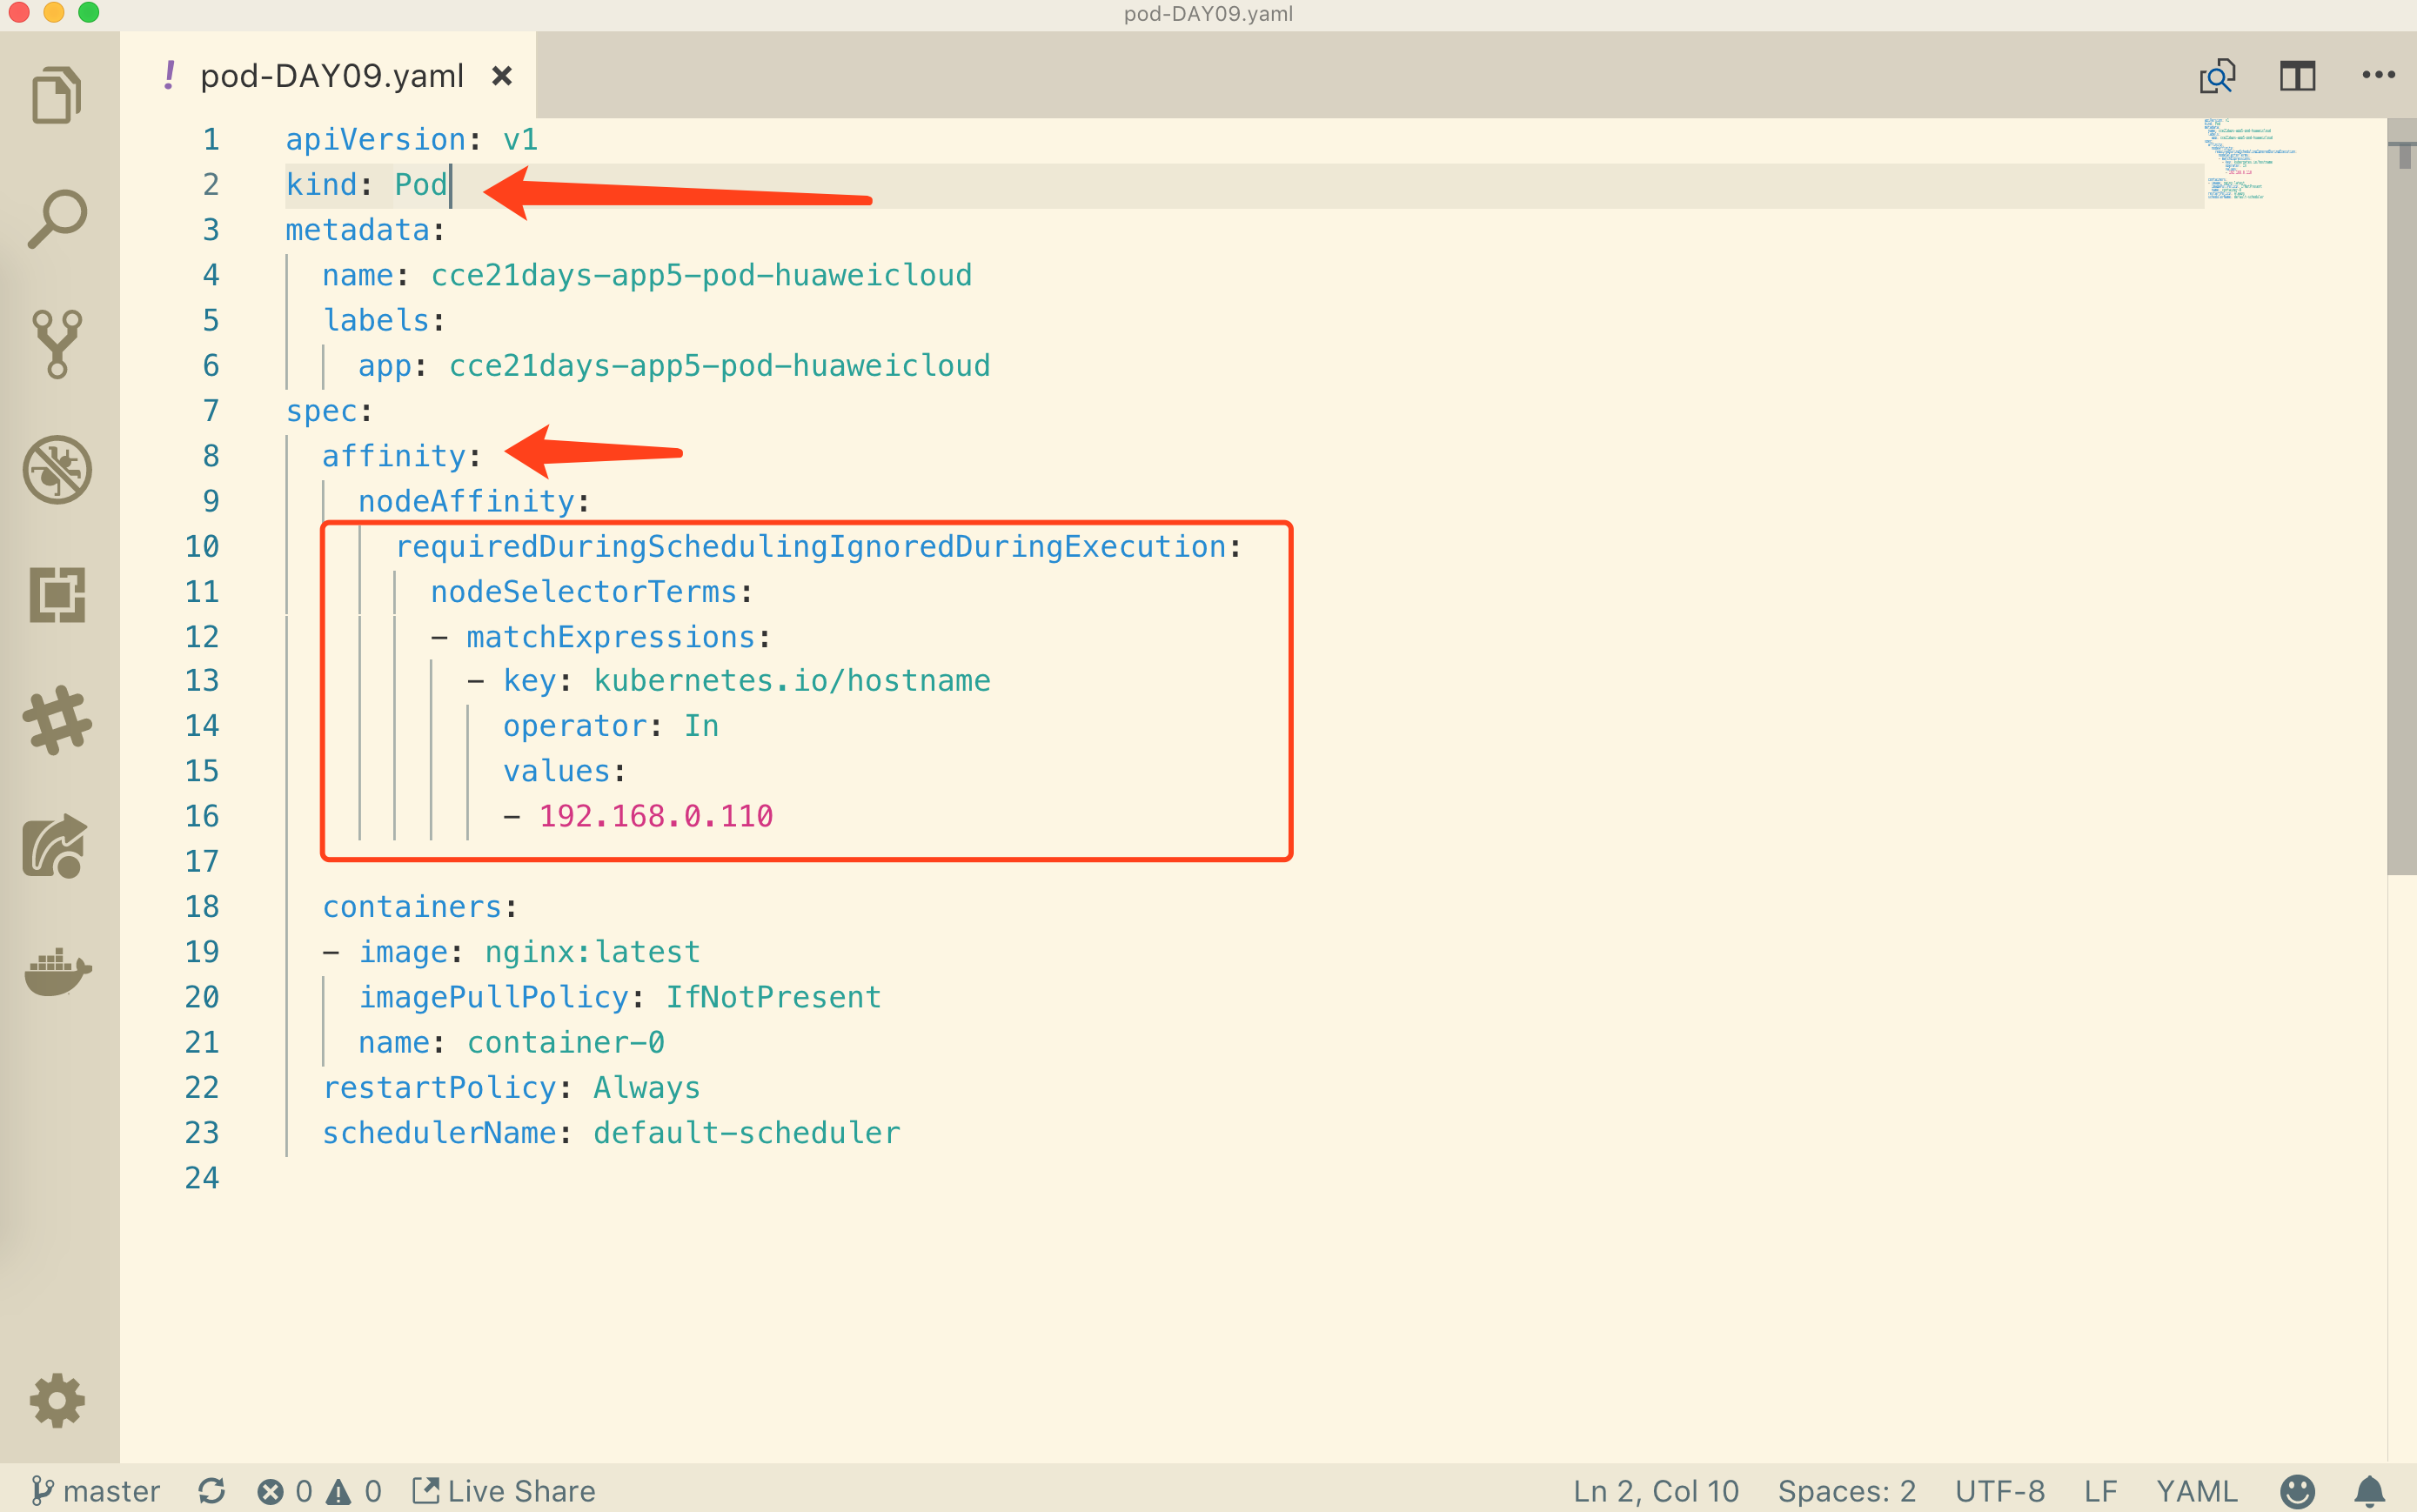 pod-DAY09.yaml
! pod-DAY09.yaml
1 apiVersion: v1
2 kind: Pod
3 metadata:
4   name: cce21days-app5-pod-huaweicloud
5   labels:
6     app: cce21days-app5-pod-huaweicloud
7 spec:
8   affinity:
9     nodeAffinity:
10       requiredDuringSchedulingIgnoredDuringExecution:
11         nodeSelectorTerms:
12         - matchExpressions:
13           - key: kubernetes.io/hostname
14             operator: In
15             values:
16             - 192.168.0.110
17
18   containers:
19   - image: nginx:latest
20     imagePullPolicy: IfNotPresent
21     name: container-0
22   restartPolicy: Always
23   schedulerName: default-scheduler
24
master 0 0 Live Share Ln 2, Col 10 Spaces: 2 UTF-8 LF YAML